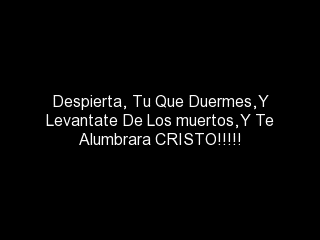 Despierta, Tu Que Duermes,Y
Levantate De Los muertos,Y Te
Alumbrara CRISTO!!!!!